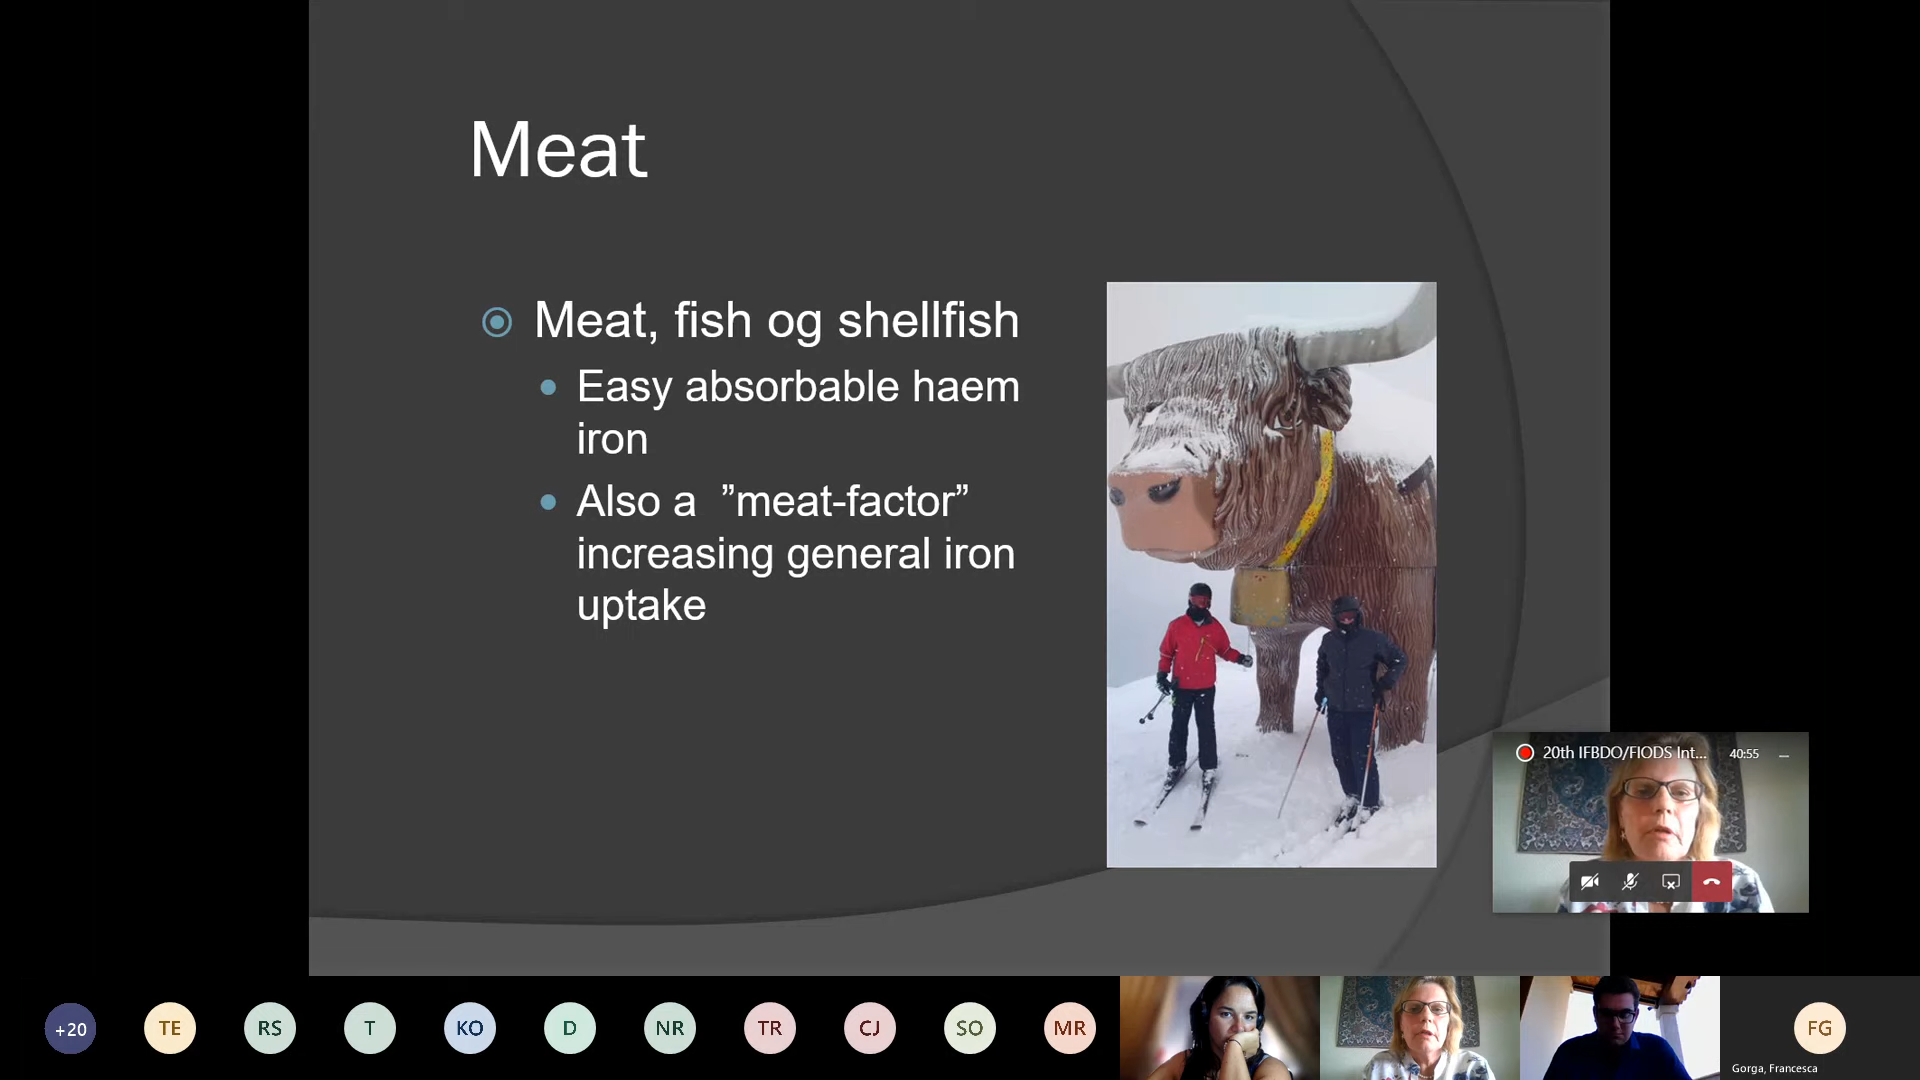 Meat
Meat, fish og shellfish
Easy absorbable haem
iron
Also a  ”meat-factor”
increasing general iron
uptake
20th IFBDO/FIODS Int...
40:55
+20
TE
RS
T
KO
D
NR
TR
CJ
SO
MR
FG
Gorga, Francesca